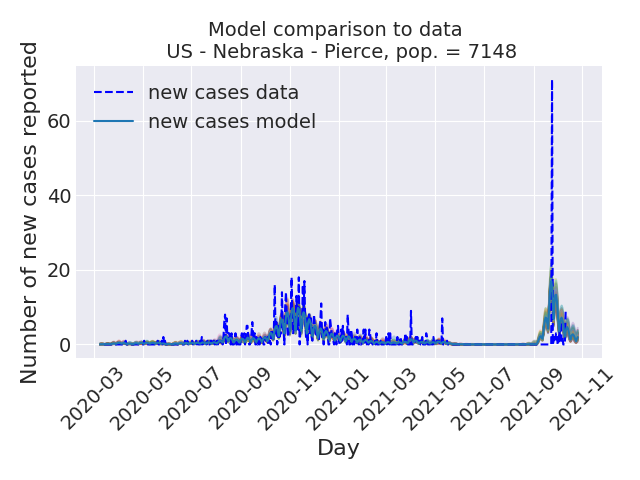 Model comparison to data
US - Nebraska - Pierce, pop. = 7148
Number of new cases reported
new cases data
new cases model
60
40
20
0
2020-03
2020-05
2020-07
2020-09
2020-11
2021-01
2021-03
2021-05
2021-07
2021-09
2021-11
Day